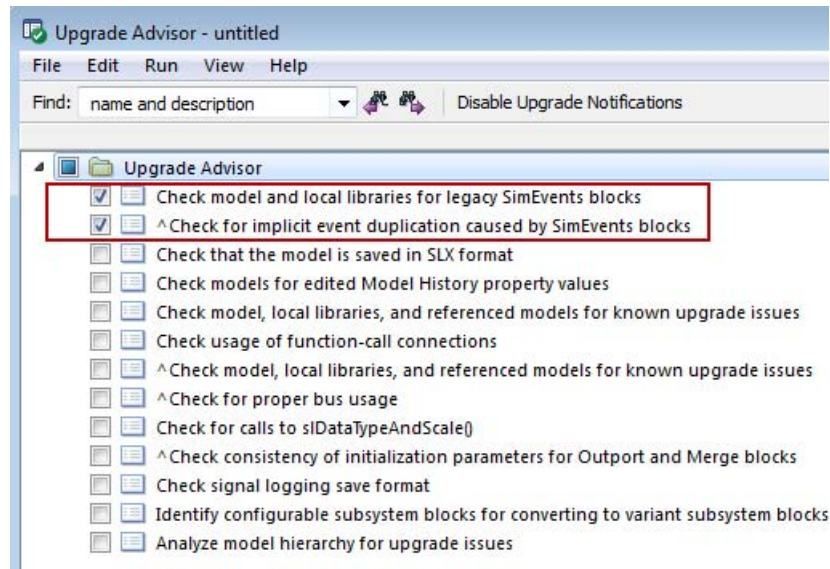 Upgrade Advisor - untitled
File Edit Run View Help
Find: name and description Disable Upgrade Notifications
Upgrade Advisor
Check model and local libraries for legacy SimEvents blocks
^Check for implicit event duplication caused by SimEvents blocks
Check that the model is saved in SLX format
Check models for edited Model History property values
Check model, local libraries, and referenced models for known upgrade issues
Check usage of function-call connections
^Check model, local libraries, and referenced models for known upgrade issues
^Check for proper bus usage
Check for calls to slDataTypeAndScale()
^Check consistency of initialization parameters for Outport and Merge blocks
Check signal logging save format
Identify configurable subsystem blocks for converting to variant subsystem blocks
Analyze model hierarchy for upgrade issues